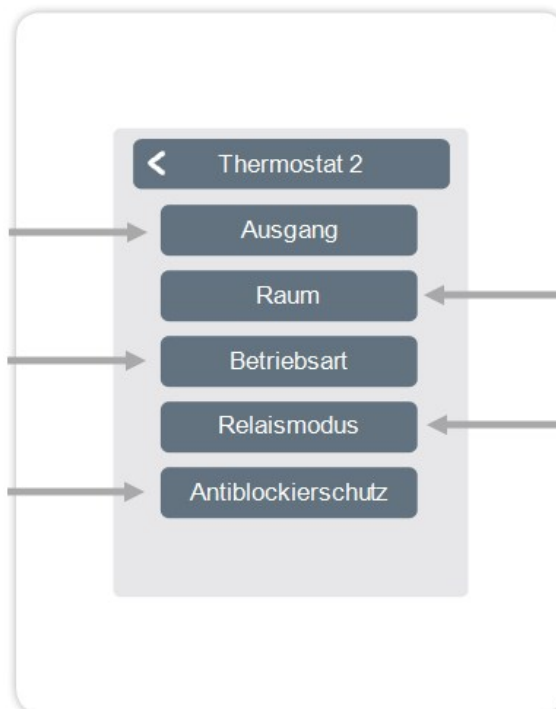 Thermostat 2
Ausgang
Raum
Betriebsart
Relaismodus
Antiblockierschutz